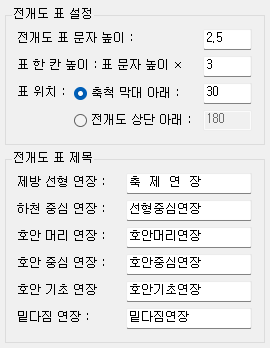 전개도 표 설정
전개도 표 문자 높이 : 2,5
표 한 칸 높이 : 표 문자 높이 × 3
표 위치 : 축척 막대 아래 : 30
전개도 상단 아래 : 180
전개도 표 제목
제방 선형 연장 : 축 제 연 장
하천 중심 연장 : 선형중심연장
호안 머리 연장 : 호안머리연장
호안 중심 연장 : 호안중심연장
호안 기초 연장 호안기초연장
밑다짐 연장 : 밑다짐연장